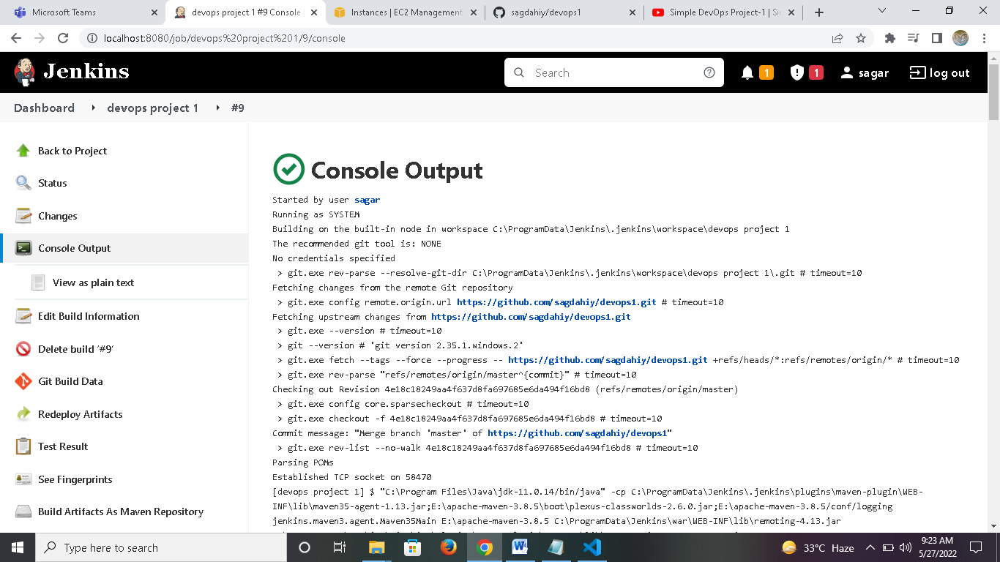 Microsoft Teams
devops project 1 #9 Console
Instances | EC2 Management
sagdahiy/devops1
Simple DevOps Project-1 | Si
localhost:8080/job/devops%20project%201/9/console
Jenkins
Search
1
1
sagar
log out
Dashboard
devops project 1
#9
Back to Project
Status
Changes
Console Output
View as plain text
Edit Build Information
Delete build '#9'
Git Build Data
Redeploy Artifacts
Test Result
See Fingerprints
Build Artifacts As Maven Repository
Console Output
Started by user sagar
Running as SYSTEM
Building on the built-in node in workspace C:\ProgramData\Jenkins\.jenkins\workspace\devops project 1
The recommended git tool is: NONE
No credentials specified
> git.exe rev-parse --resolve-git-dir C:\ProgramData\Jenkins\.jenkins\workspace\devops project 1\.git # timeout=10
Fetching changes from the remote Git repository
> git.exe config remote.origin.url https://github.com/sagdahiy/devops1.git # timeout=10
Fetching upstream changes from https://github.com/sagdahiy/devops1.git
> git.exe --version # timeout=10
> git --version # 'git version 2.35.1.windows.2'
> git.exe fetch --tags --force --progress -- https://github.com/sagdahiy/devops1.git +refs/heads/*:refs/remotes/origin/* # timeout=10
> git.exe rev-parse "refs/remotes/origin/master^{commit}" # timeout=10
Checking out Revision 4e18c18249aa4f637d8fa697685e6da494f16bd8 (refs/remotes/origin/master)
> git.exe config core.sparsecheckout # timeout=10
> git.exe checkout -f 4e18c18249aa4f637d8fa697685e6da494f16bd8 # timeout=10
Commit message: "Merge branch 'master' of https://github.com/sagdahiy/devops1"
> git.exe rev-list --no-walk 4e18c18249aa4f637d8fa697685e6da494f16bd8 # timeout=10
Parsing POMs
Established TCP socket on 58470
[devops project 1] $ "C:\Program Files\Java\jdk-11.0.14/bin/java" -cp C:\ProgramData\Jenkins\.jenkins\plugins\maven-plugin\WEB-
INF\lib\maven35-agent-1.13.jar;E:\apache-maven-3.8.5\boot\plexus-classworlds-2.6.0.jar;E:\apache-maven-3.8.5/conf/logging
jenkins.maven3.agent.Maven35Main E:\apache-maven-3.8.5 C:\ProgramData\Jenkins\war\WEB-INF\lib\remoting-4.13.jar
Type here to search
33°C Haze
9:23 AM
5/27/2022